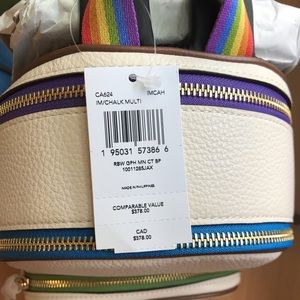 CA624 IMCAH
IM/CHALK MULTI
1 95031 57386 6
RBW GPH MN CT BP
10011285JAX
MADE IN PHILIPPINES
COMPARABLE VALUE
$378.00
CAD
$378.00